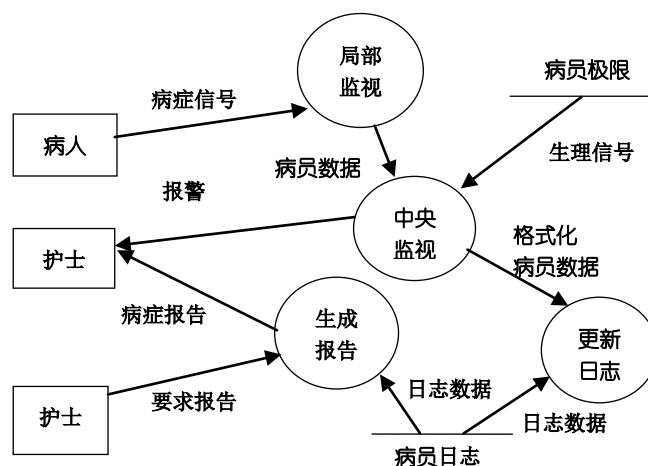 局部
监视
病员极限
病症信号
病人
生理信号
病员数据
报警
中央
监视
护士
格式化
病员数据
生成
报告
病症报告
更新
日志
护士
要求报告
日志数据
日志数据
病员日志